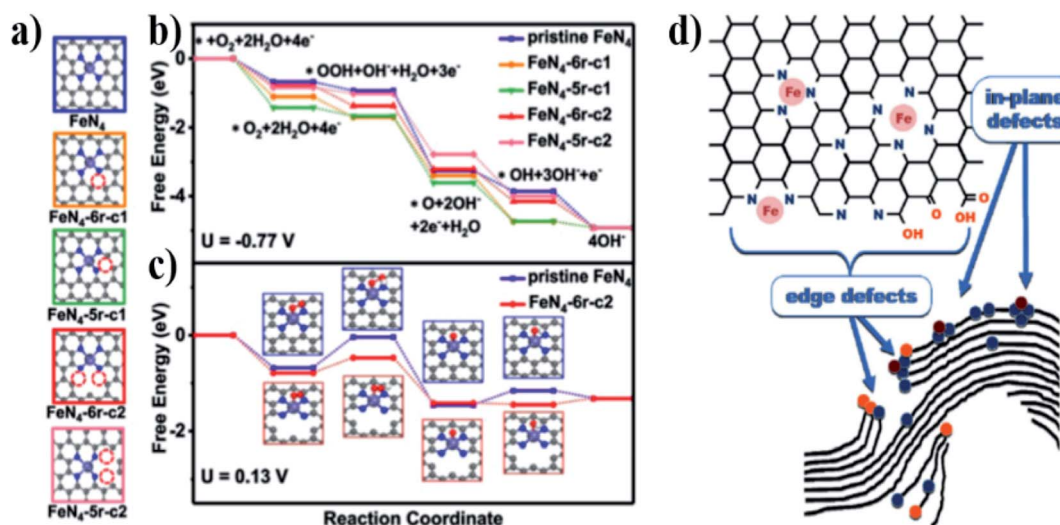 a)
FeN₄
FeN₄-6r-c1
FeN₄-5r-c1
FeN₄-6r-c2
FeN₄-5r-c2
b)
Free Energy (eV)
0
-2
-4
* +O₂+2H₂O+4e⁻
* OOH+OH⁻+H₂O+3e⁻
* O₂+2H₂O+4e⁻
* O+2OH⁻
+2e⁻+H₂O
* OH+3OH⁻+e⁻
4OH⁻
U = -0.77 V
pristine FeN₄
FeN₄-6r-c1
FeN₄-5r-c1
FeN₄-6r-c2
FeN₄-5r-c2
c)
Free Energy (eV)
0
-2
pristine FeN₄
FeN₄-6r-c2
U = 0.13 V
Reaction Coordinate
d)
N
Fe
N
N
N
N
Fe
N
N
N
N
Fe
N
N
N
OH
O
OH
O
in-plane
defects
edge defects